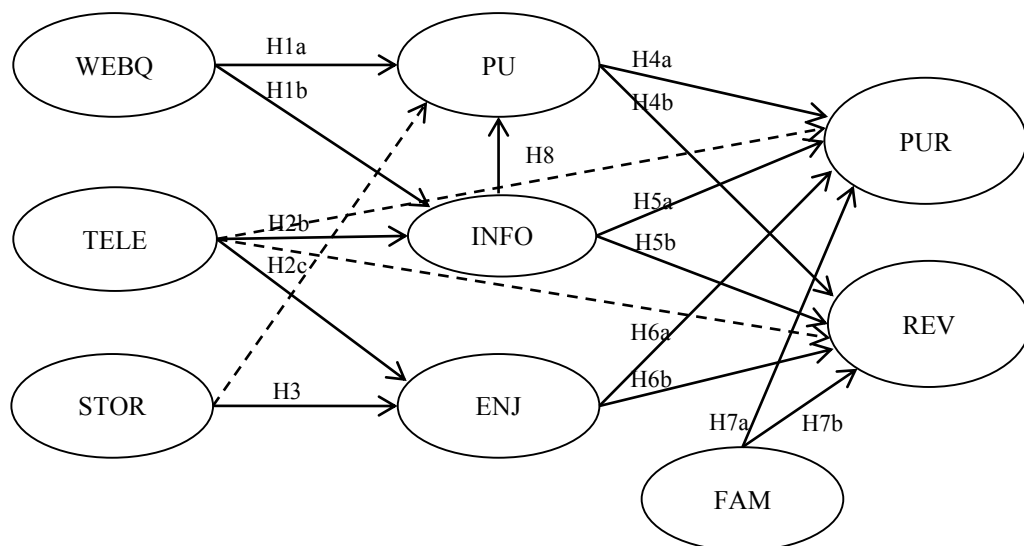 H1a
H4a
WEBQ
PU
H1b
H4b
PUR
H8
H5a
H2b
TELE
INFO
H5b
H2c
REV
H6a
H6b
H3
STOR
ENJ
H7a
H7b
FAM